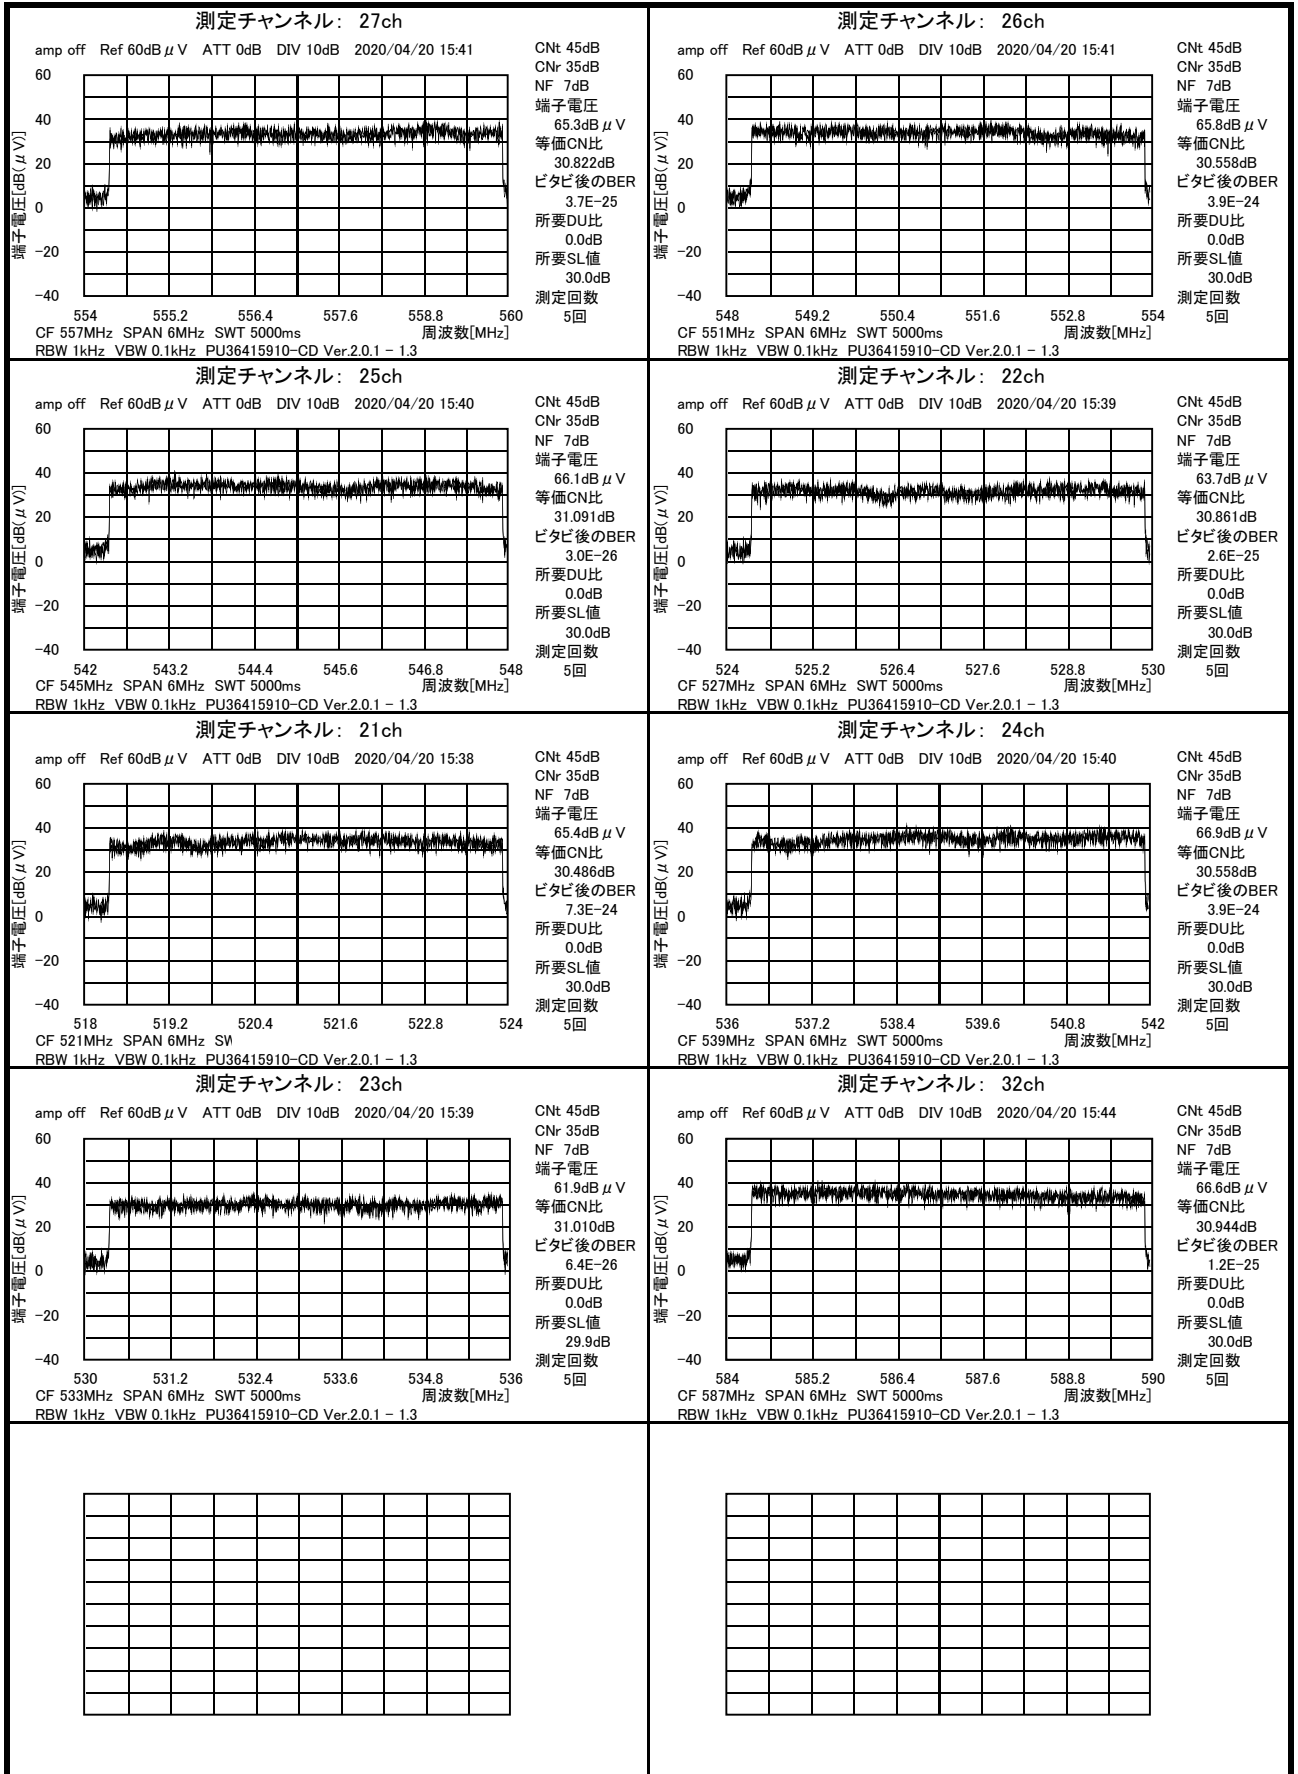 測定チャンネル： 27ch
amp off Ref 60dBμV ATT 0dB DIV 10dB 2020/04/20 15:41
CNt 45dB
CNr 35dB
NF 7dB
端子電圧
65.3dBμV
等価CN比
30.822dB
ビタビ後のBER
3.7E-25
所要DU比
0.0dB
所要SL値
30.0dB
測定回数
5回
端子電圧[dB(μV)]
60
40
20
0
-20
-40
554 555.2 556.4 557.6 558.8 560
CF 557MHz SPAN 6MHz SWT 5000ms 周波数[MHz]
RBW 1kHz VBW 0.1kHz PU36415910-CD Ver.2.0.1 - 1.3
測定チャンネル： 26ch
amp off Ref 60dBμV ATT 0dB DIV 10dB 2020/04/20 15:41
CNt 45dB
CNr 35dB
NF 7dB
端子電圧
65.8dBμV
等価CN比
30.558dB
ビタビ後のBER
3.9E-24
所要DU比
0.0dB
所要SL値
30.0dB
測定回数
5回
端子電圧[dB(μV)]
60
40
20
0
-20
-40
548 549.2 550.4 551.6 552.8 554
CF 551MHz SPAN 6MHz SWT 5000ms 周波数[MHz]
RBW 1kHz VBW 0.1kHz PU36415910-CD Ver.2.0.1 - 1.3
測定チャンネル： 25ch
amp off Ref 60dBμV ATT 0dB DIV 10dB 2020/04/20 15:40
CNt 45dB
CNr 35dB
NF 7dB
端子電圧
66.1dBμV
等価CN比
31.091dB
ビタビ後のBER
3.0E-26
所要DU比
0.0dB
所要SL値
30.0dB
測定回数
5回
端子電圧[dB(μV)]
60
40
20
0
-20
-40
542 543.2 544.4 545.6 546.8 548
CF 545MHz SPAN 6MHz SWT 5000ms 周波数[MHz]
RBW 1kHz VBW 0.1kHz PU36415910-CD Ver.2.0.1 - 1.3
測定チャンネル： 22ch
amp off Ref 60dBμV ATT 0dB DIV 10dB 2020/04/20 15:39
CNt 45dB
CNr 35dB
NF 7dB
端子電圧
63.7dBμV
等価CN比
30.861dB
ビタビ後のBER
2.6E-25
所要DU比
0.0dB
所要SL値
30.0dB
測定回数
5回
端子電圧[dB(μV)]
60
40
20
0
-20
-40
524 525.2 526.4 527.6 528.8 530
CF 527MHz SPAN 6MHz SWT 5000ms 周波数[MHz]
RBW 1kHz VBW 0.1kHz PU36415910-CD Ver.2.0.1 - 1.3
測定チャンネル： 21ch
amp off Ref 60dBμV ATT 0dB DIV 10dB 2020/04/20 15:38
CNt 45dB
CNr 35dB
NF 7dB
端子電圧
65.4dBμV
等価CN比
30.486dB
ビタビ後のBER
7.3E-24
所要DU比
0.0dB
所要SL値
30.0dB
測定回数
5回
端子電圧[dB(μV)]
60
40
20
0
-20
-40
518 519.2 520.4 521.6 522.8 524
CF 521MHz SPAN 6MHz SW
RBW 1kHz VBW 0.1kHz PU36415910-CD Ver.2.0.1 - 1.3
測定チャンネル： 24ch
amp off Ref 60dBμV ATT 0dB DIV 10dB 2020/04/20 15:40
CNt 45dB
CNr 35dB
NF 7dB
端子電圧
66.9dBμV
等価CN比
30.558dB
ビタビ後のBER
3.9E-24
所要DU比
0.0dB
所要SL値
30.0dB
測定回数
5回
端子電圧[dB(μV)]
60
40
20
0
-20
-40
536 537.2 538.4 539.6 540.8 542
CF 539MHz SPAN 6MHz SWT 5000ms 周波数[MHz]
RBW 1kHz VBW 0.1kHz PU36415910-CD Ver.2.0.1 - 1.3
測定チャンネル： 23ch
amp off Ref 60dBμV ATT 0dB DIV 10dB 2020/04/20 15:39
CNt 45dB
CNr 35dB
NF 7dB
端子電圧
61.9dBμV
等価CN比
31.010dB
ビタビ後のBER
6.4E-26
所要DU比
0.0dB
所要SL値
29.9dB
測定回数
5回
端子電圧[dB(μV)]
60
40
20
0
-20
-40
530 531.2 532.4 533.6 534.8 536
CF 533MHz SPAN 6MHz SWT 5000ms 周波数[MHz]
RBW 1kHz VBW 0.1kHz PU36415910-CD Ver.2.0.1 - 1.3
測定チャンネル： 32ch
amp off Ref 60dBμV ATT 0dB DIV 10dB 2020/04/20 15:44
CNt 45dB
CNr 35dB
NF 7dB
端子電圧
66.6dBμV
等価CN比
30.944dB
ビタビ後のBER
1.2E-25
所要DU比
0.0dB
所要SL値
30.0dB
測定回数
5回
端子電圧[dB(μV)]
60
40
20
0
-20
-40
584 585.2 586.4 587.6 588.8 590
CF 587MHz SPAN 6MHz SWT 5000ms 周波数[MHz]
RBW 1kHz VBW 0.1kHz PU36415910-CD Ver.2.0.1 - 1.3